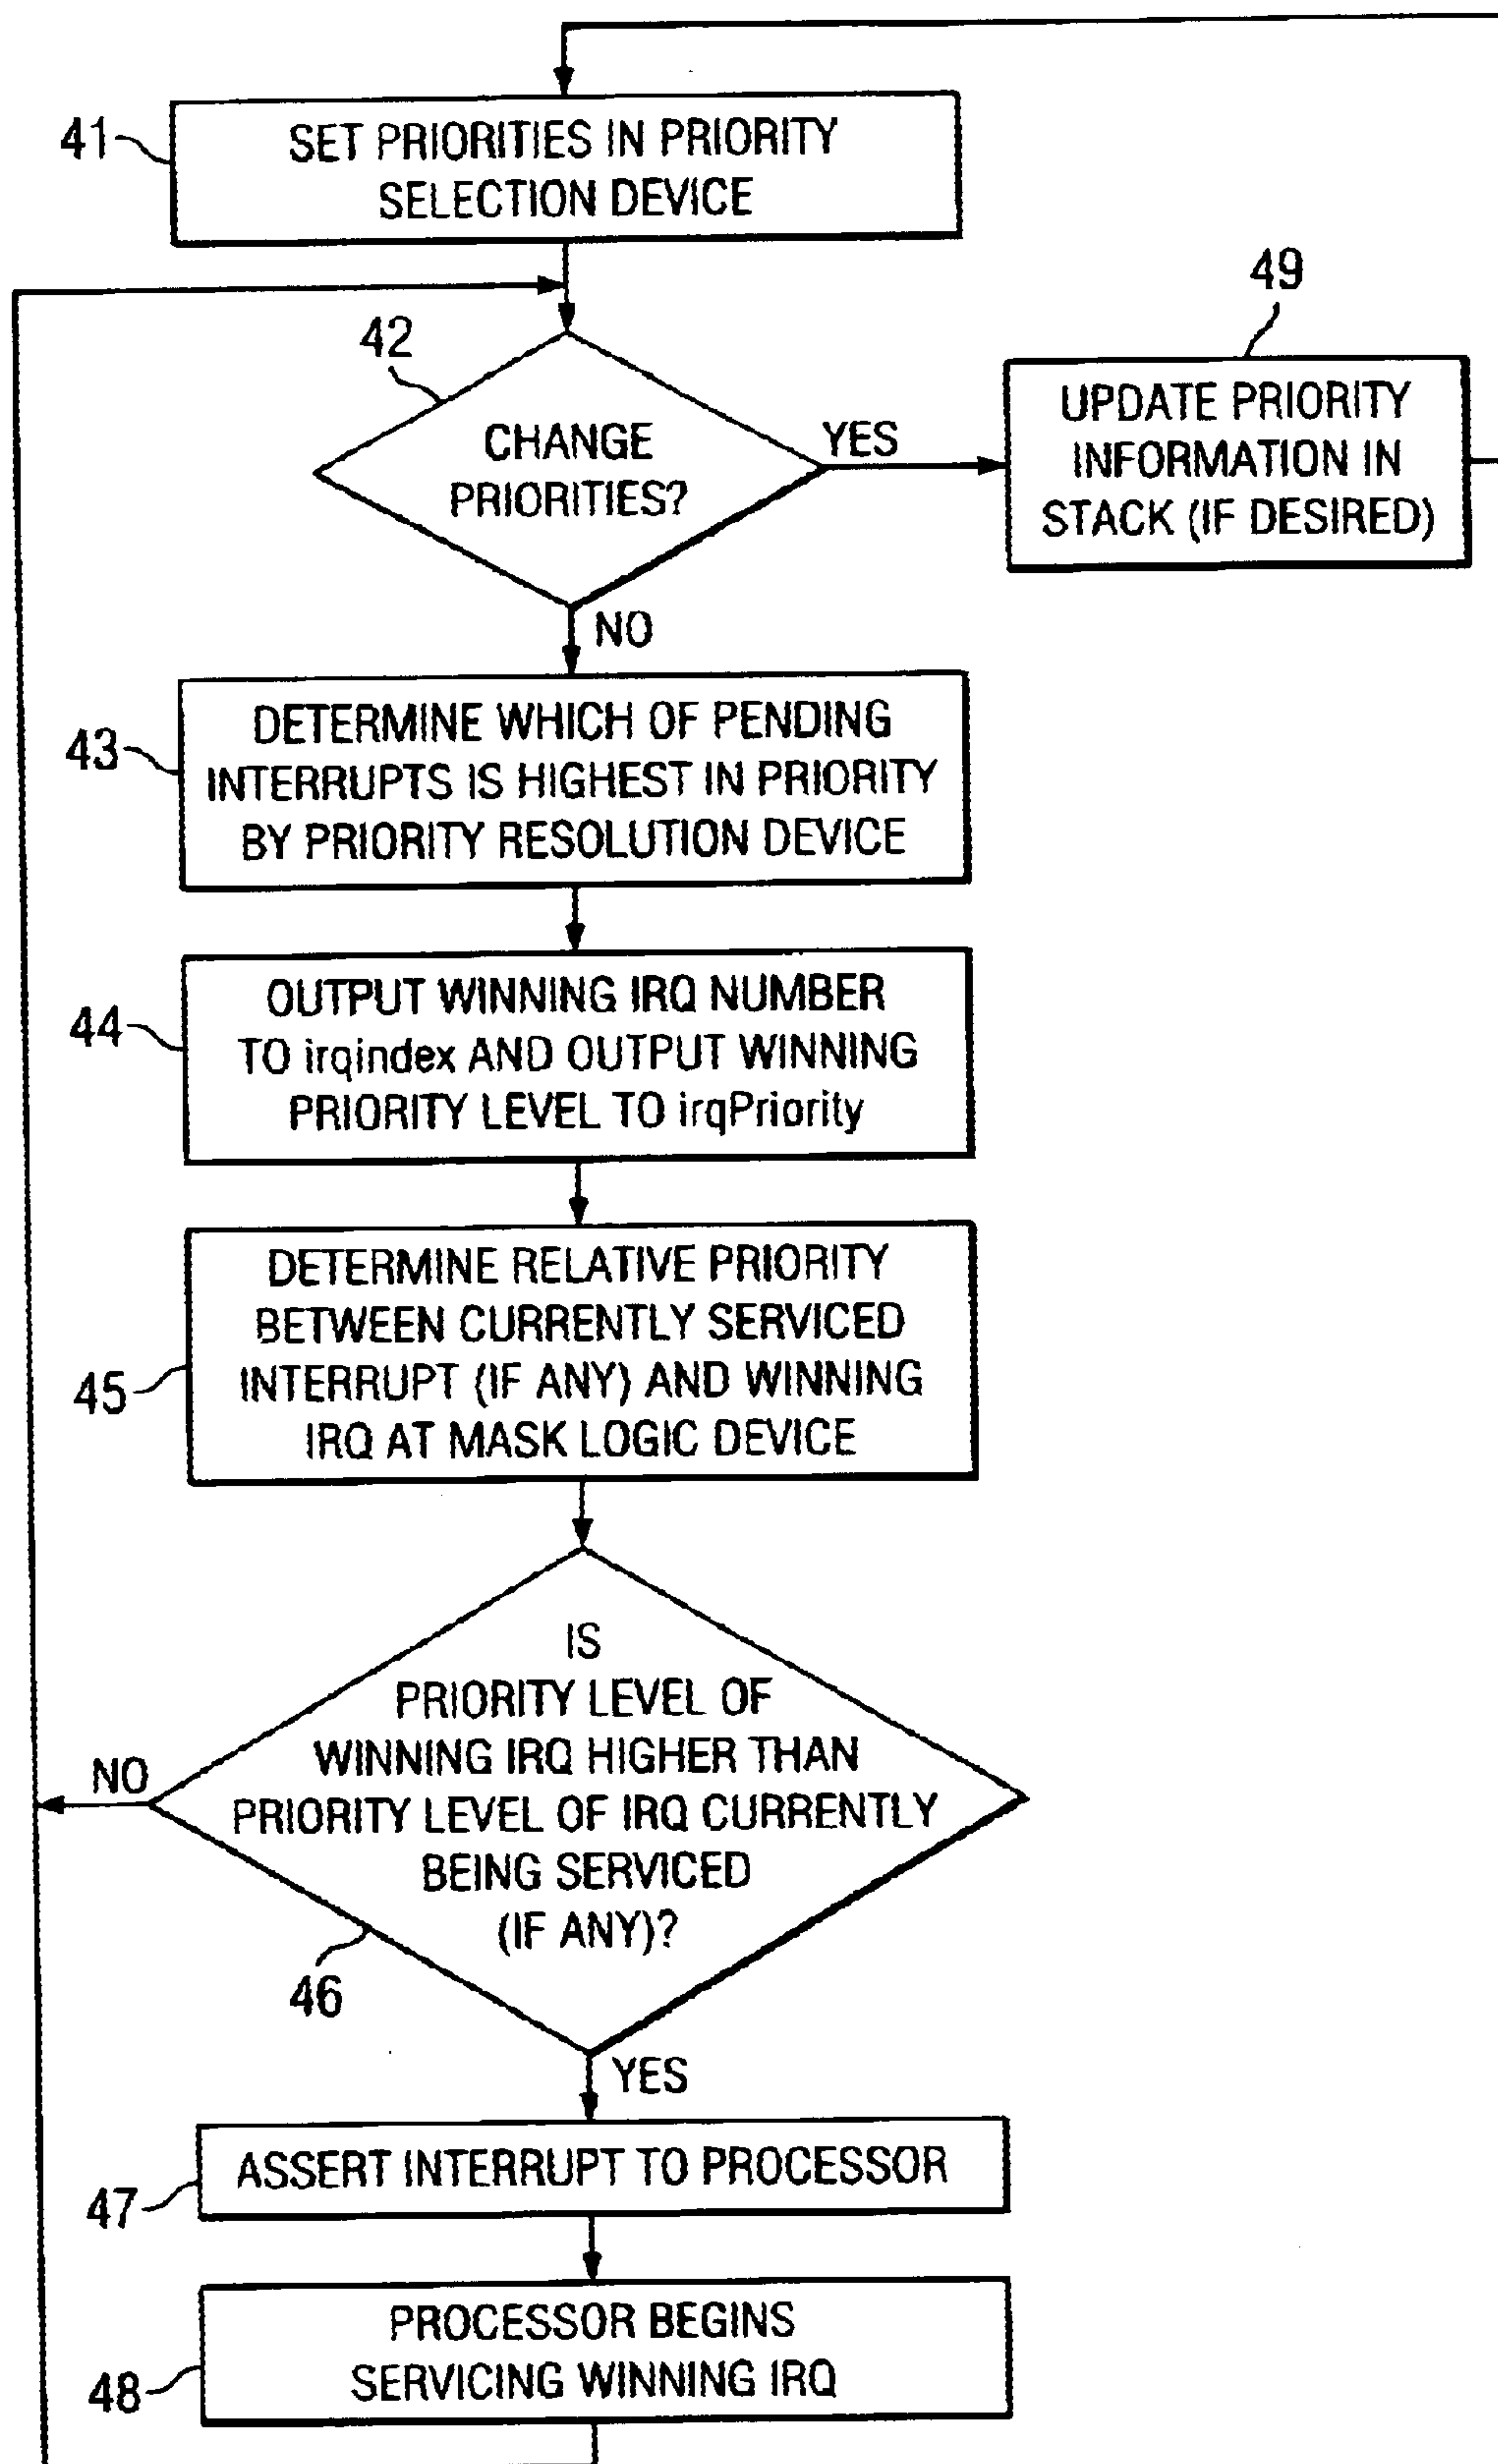 41
SET PRIORITIES IN PRIORITY
SELECTION DEVICE
42
CHANGE
PRIORITIES?
YES
49
UPDATE PRIORITY
INFORMATION IN
STACK (IF DESIRED)
NO
43
DETERMINE WHICH OF PENDING
INTERRUPTS IS HIGHEST IN PRIORITY
BY PRIORITY RESOLUTION DEVICE
44
OUTPUT WINNING IRQ NUMBER
TO irqindex AND OUTPUT WINNING
PRIORITY LEVEL TO irqPriority
45
DETERMINE RELATIVE PRIORITY
BETWEEN CURRENTLY SERVICED
INTERRUPT (IF ANY) AND WINNING
IRQ AT MASK LOGIC DEVICE
IS
PRIORITY LEVEL OF
WINNING IRQ HIGHER THAN
PRIORITY LEVEL OF IRQ CURRENTLY
BEING SERVICED
(IF ANY)?
NO
46
YES
47
ASSERT INTERRUPT TO PROCESSOR
48
PROCESSOR BEGINS
SERVICING WINNING IRQ